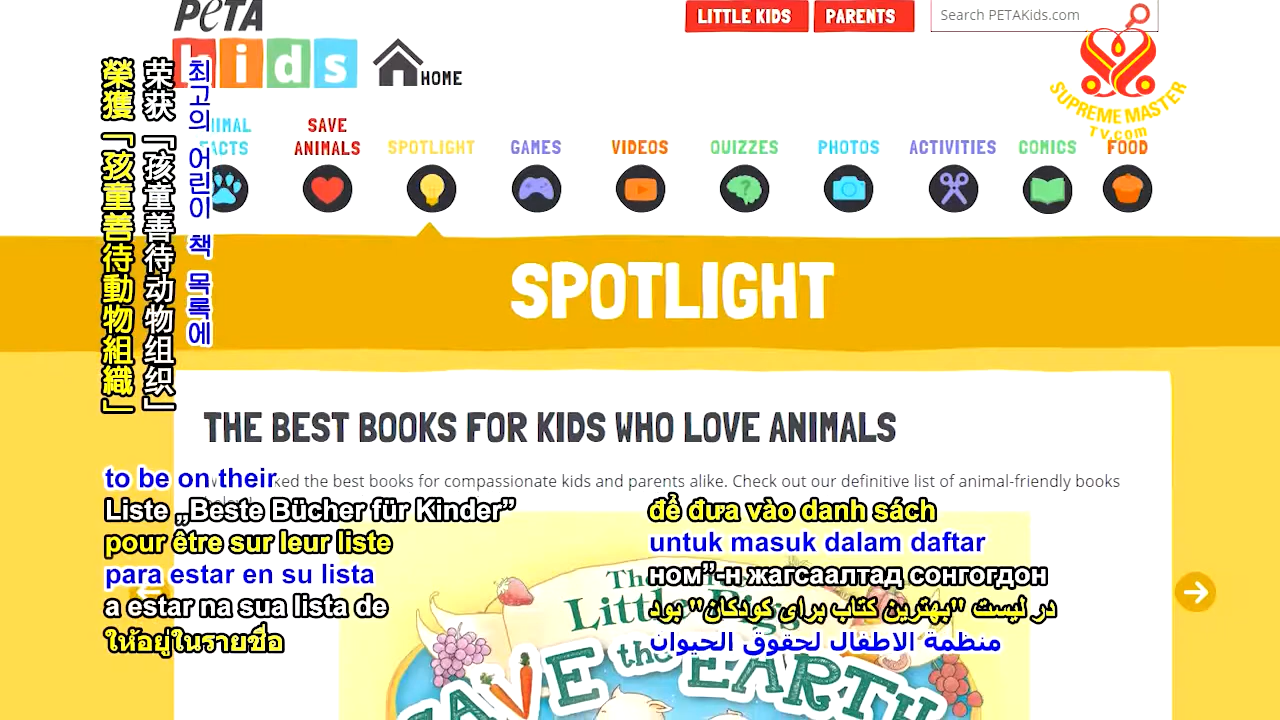 PETA
kids
HOME
LITTLE KIDS
PARENTS
Search PETAKids.com
SUPREME MASTER
TV.com
SAVE
ANIMALS
SPOTLIGHT
GAMES
VIDEOS
QUIZZES
PHOTOS
ACTIVITIES
COMICS
FOOD
榮獲「孩童善待動物組織」
荣获「孩童善待动物组织」
최고의 어린이 책 목록에
SPOTLIGHT
THE BEST BOOKS FOR KIDS WHO LOVE ANIMALS
the best books for compassionate kids and parents alike. Check out our definitive list of animal-friendly books
to be on their
Liste „Beste Bücher für Kinder”
pour être sur leur liste
para estar en su lista
a estar na sua lista de
ให้อยู่ในรายชื่อ
để đưa vào danh sách
untuk masuk dalam daftar
ном”-н жагсаалтад сонгогдон
در لیست "بهترین کتاب برای کودکان" بود
منظمة الاطفال لحقوق الحيوان
Little Pigs
SAVE the EARTH